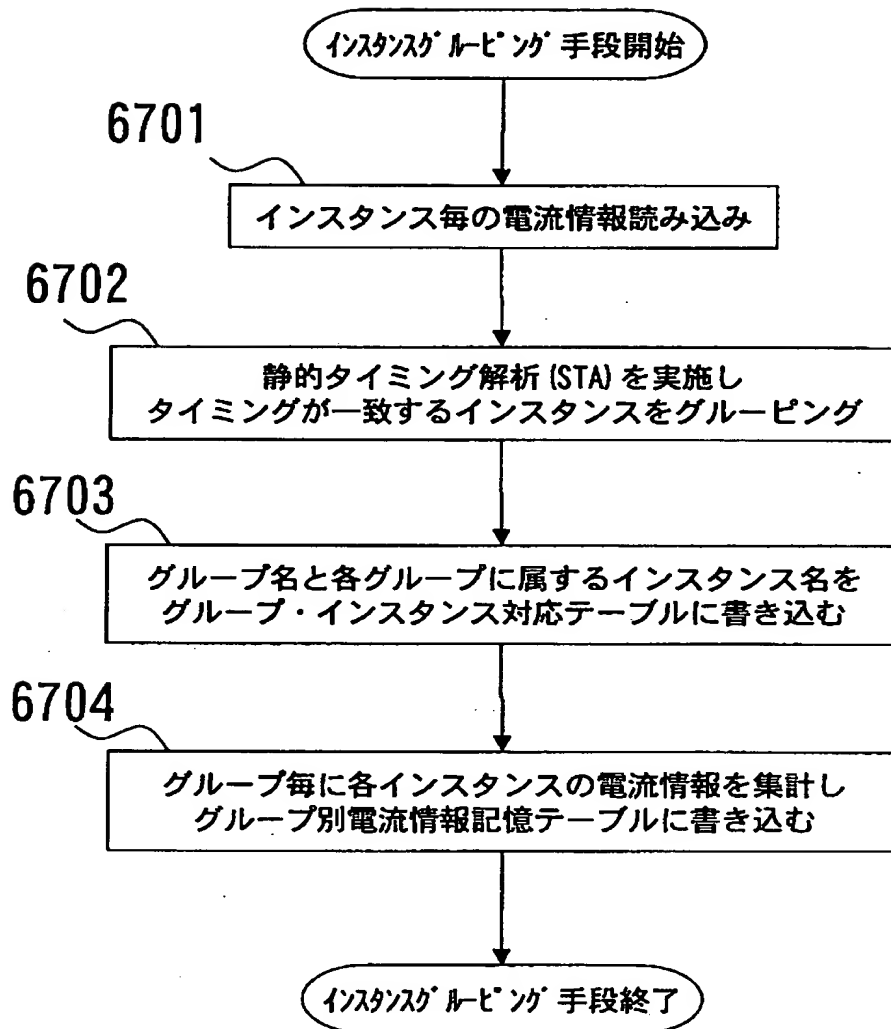 インスタンスグルーピング手段開始
6701
インスタンス毎の電流情報読み込み
6702
静的タイミング解析(STA)を実施し
タイミングが一致するインスタンスをグルーピング
6703
グループ名と各グループに属するインスタンス名を
グループ・インスタンス対応テーブルに書き込む
6704
グループ毎に各インスタンスの電流情報を集計し
グループ別電流情報記憶テーブルに書き込む
インスタンスグルーピング手段終了